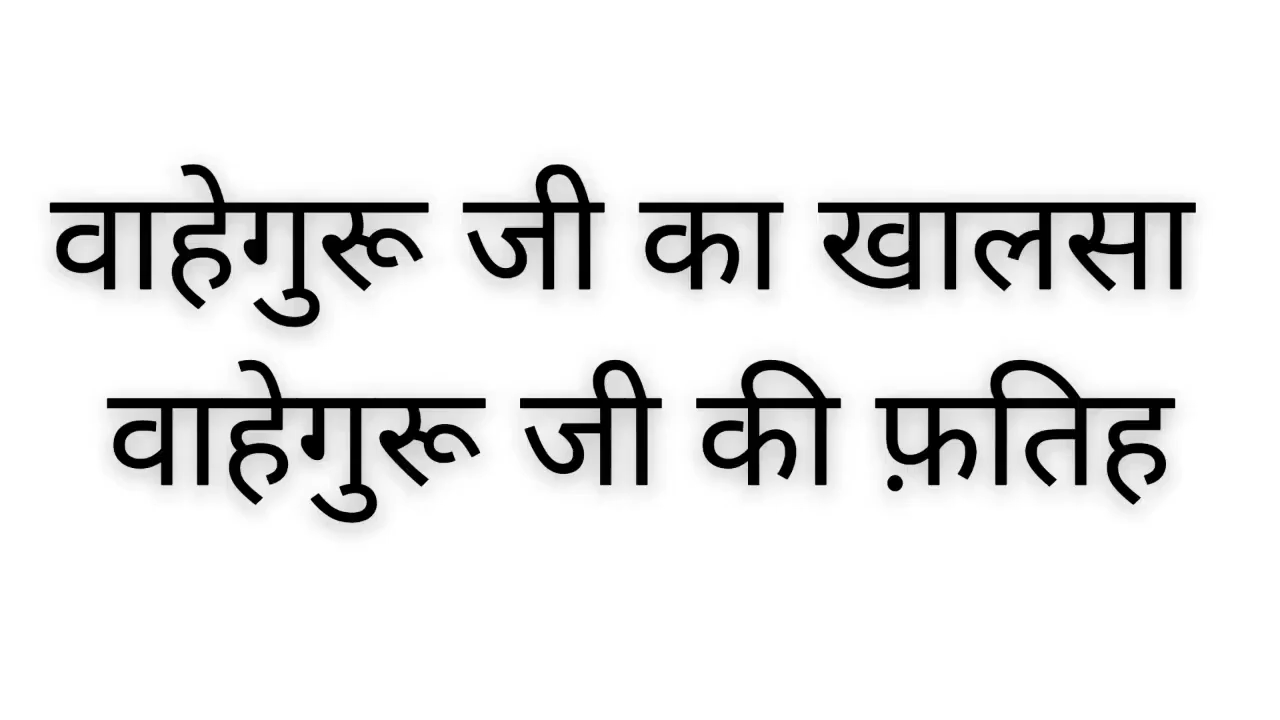 वाहेगुरू जी का खालसा
वाहेगुरू जी की फ़तिह